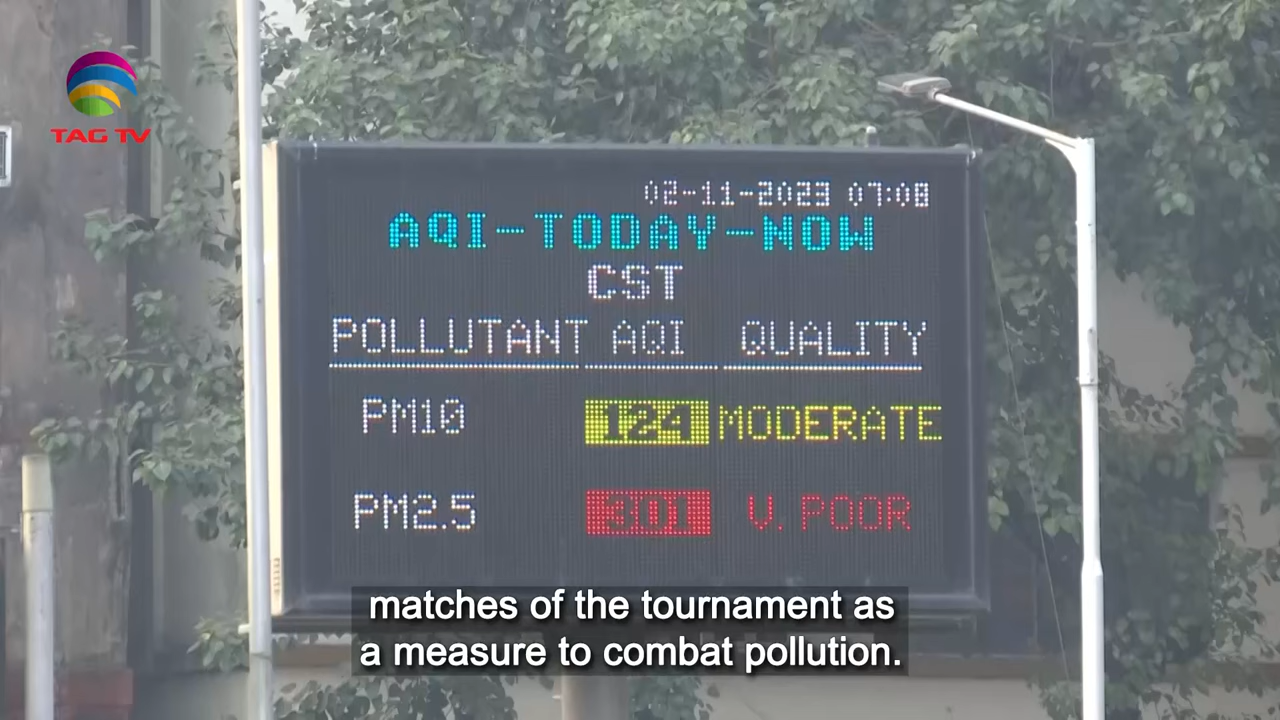 TAG TV
02-11-2023 07:08
AQI-TODAY-NOW
CST
POLLUTANT AQI QUALITY
PM10 124 MODERATE
PM2.5 301 V. POOR
matches of the tournament as
a measure to combat pollution.